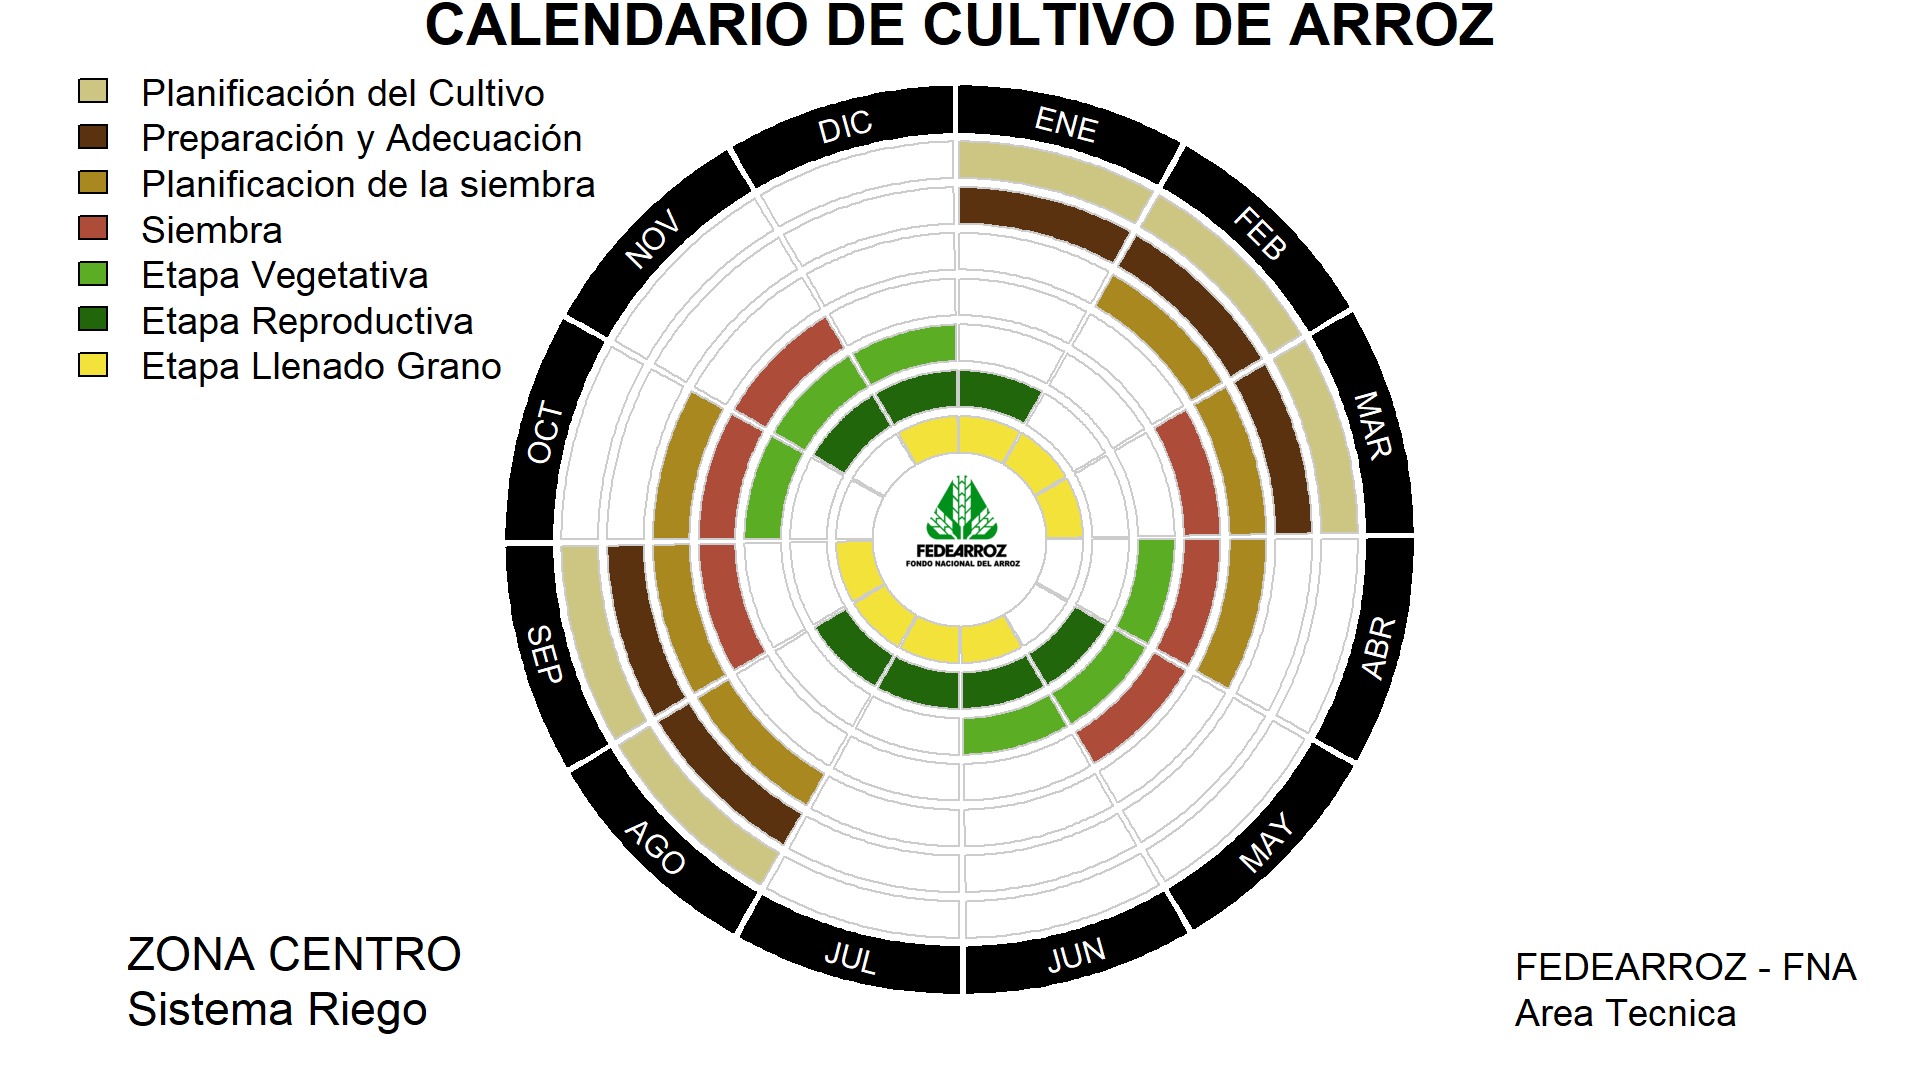 CALENDARIO DE CULTIVO DE ARROZ
Planificación del Cultivo
Preparación y Adecuación
Planificacion de la siembra
Siembra
Etapa Vegetativa
Etapa Reproductiva
Etapa Llenado Grano
ENE
FEB
MAR
ABR
MAY
JUN
JUL
AGO
SEP
OCT
NOV
DIC
FEDEARROZ
FONDO NACIONAL DEL ARROZ
ZONA CENTRO
Sistema Riego
FEDEARROZ - FNA
Area Tecnica